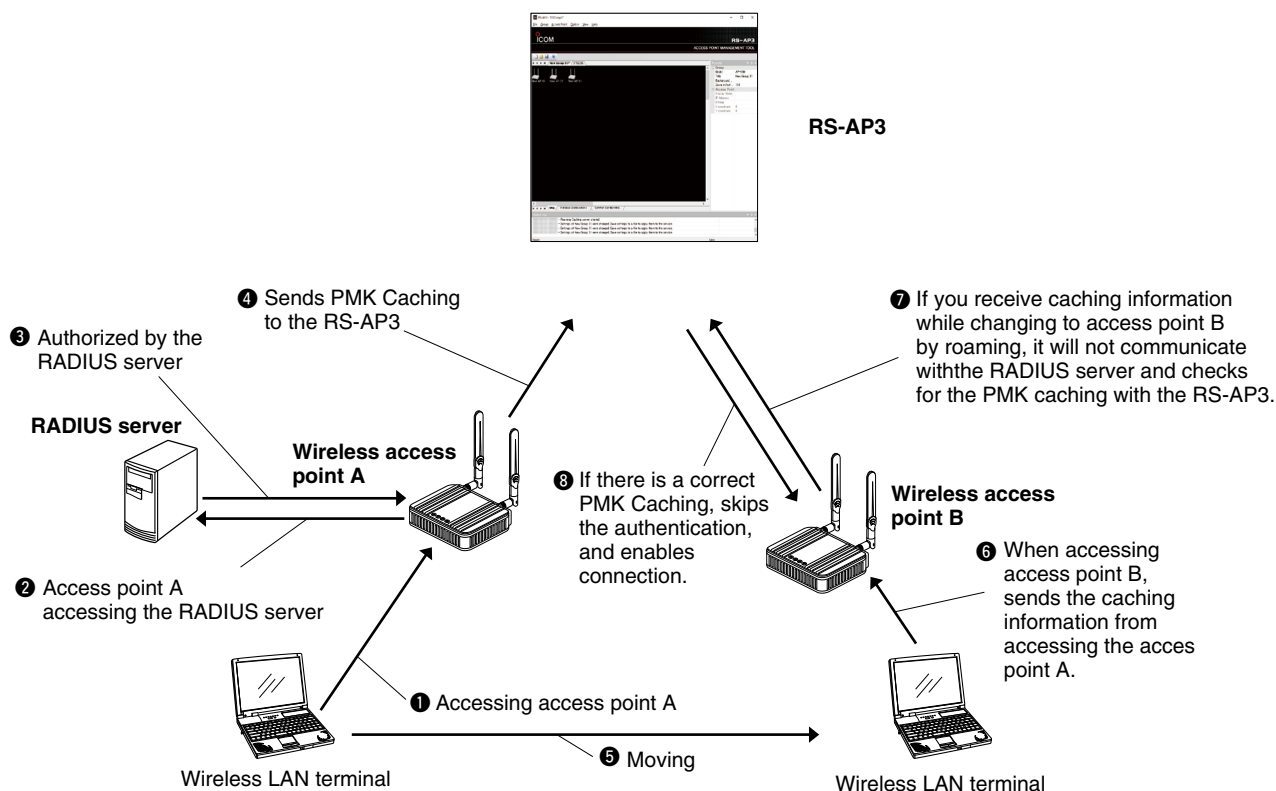 ICOM
RS-AP3
ACCESS POINT MANAGEMENT TOOL
RS-AP3
❹ Sends PMK Caching
to the RS-AP3
❸ Authorized by the
RADIUS server
RADIUS server
Wireless access
point A
❷ Access point A
accessing the RADIUS server
❼ If you receive caching information
while changing to access point B
by roaming, it will not communicate
withthe RADIUS server and checks
for the PMK caching with the RS-AP3.
❽ If there is a correct
PMK Caching, skips
the authentication,
and enables
connection.
Wireless access
point B
❻ When accessing
access point B,
sends the caching
information from
accessing the acces
point A.
❶ Accessing access point A
❺ Moving
Wireless LAN terminal
Wireless LAN terminal